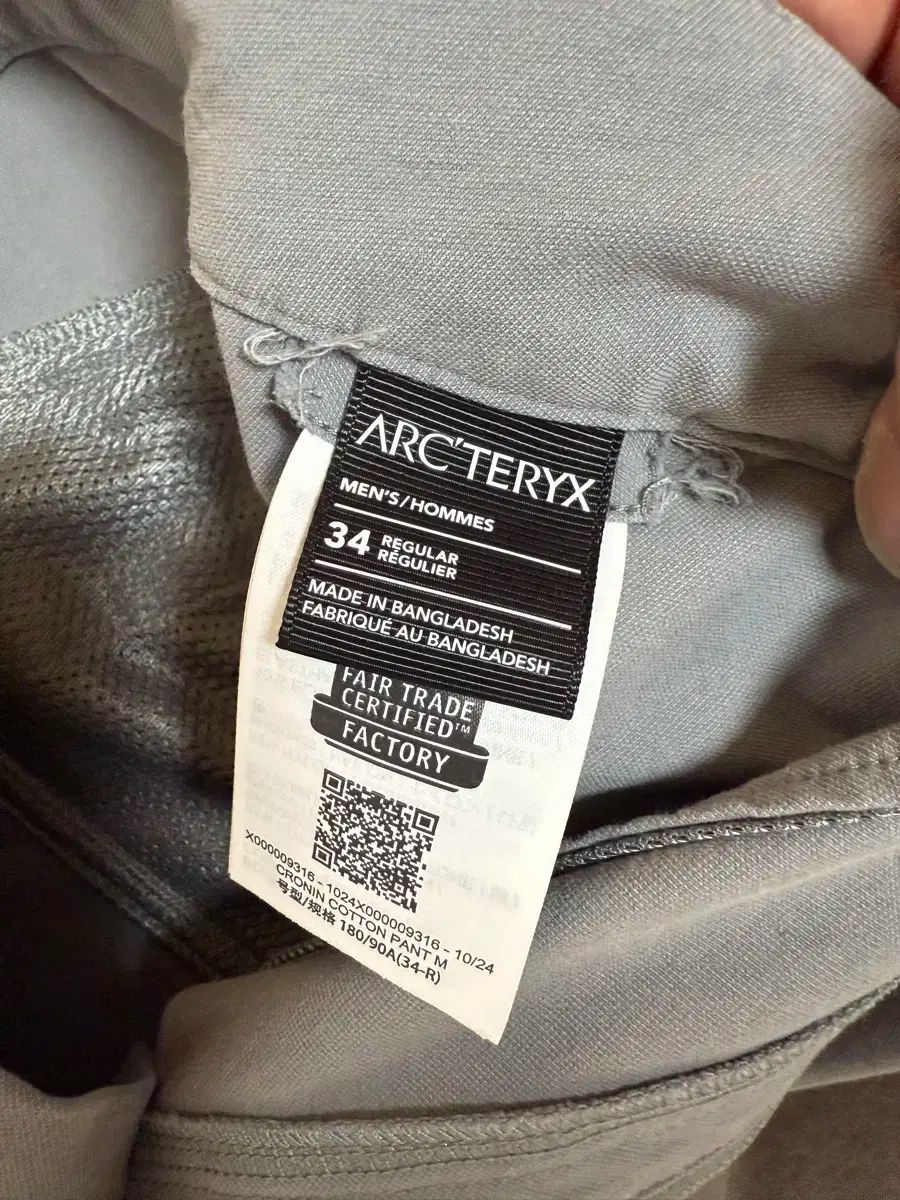 ARC'TERYX
MEN'S/HOMMES
34 REGULAR
RÉGULIER
MADE IN BANGLADESH
FABRIQUÉ AU BANGLADESH
FAIR TRADE
CERTIFIED™
FACTORY
X000009316 - 1024X000009316 - 10/24
CRONIN COTTON PANT M
号型/规格 180/90A(34-R)